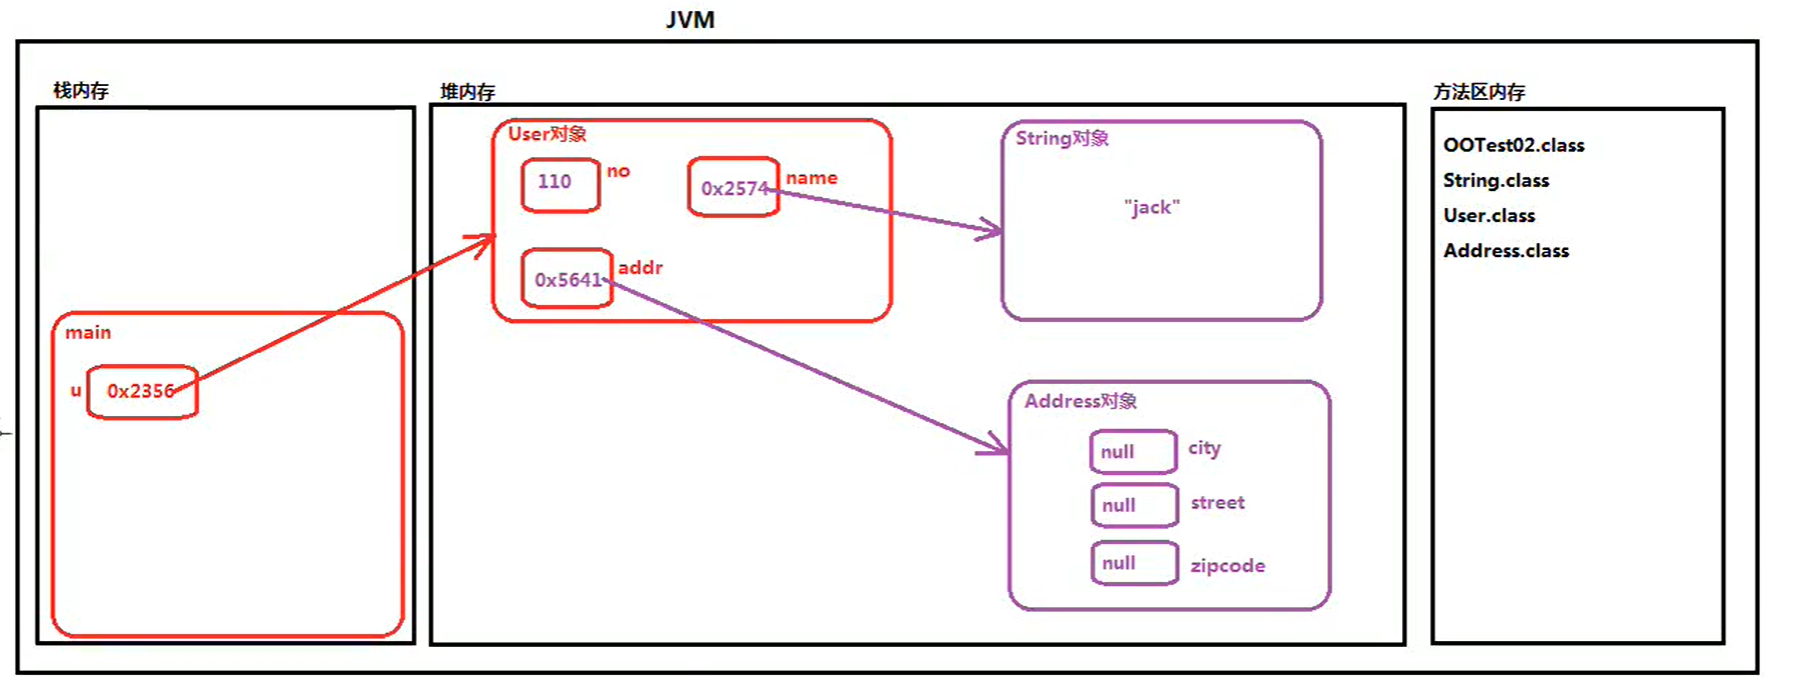 JVM
栈内存
main
u 0x2356
堆内存
User对象
110 no
0x2574 name
0x5641 addr
String对象
"jack"
Address对象
null city
null street
null zipcode
方法区内存
OOTest02.class
String.class
User.class
Address.class